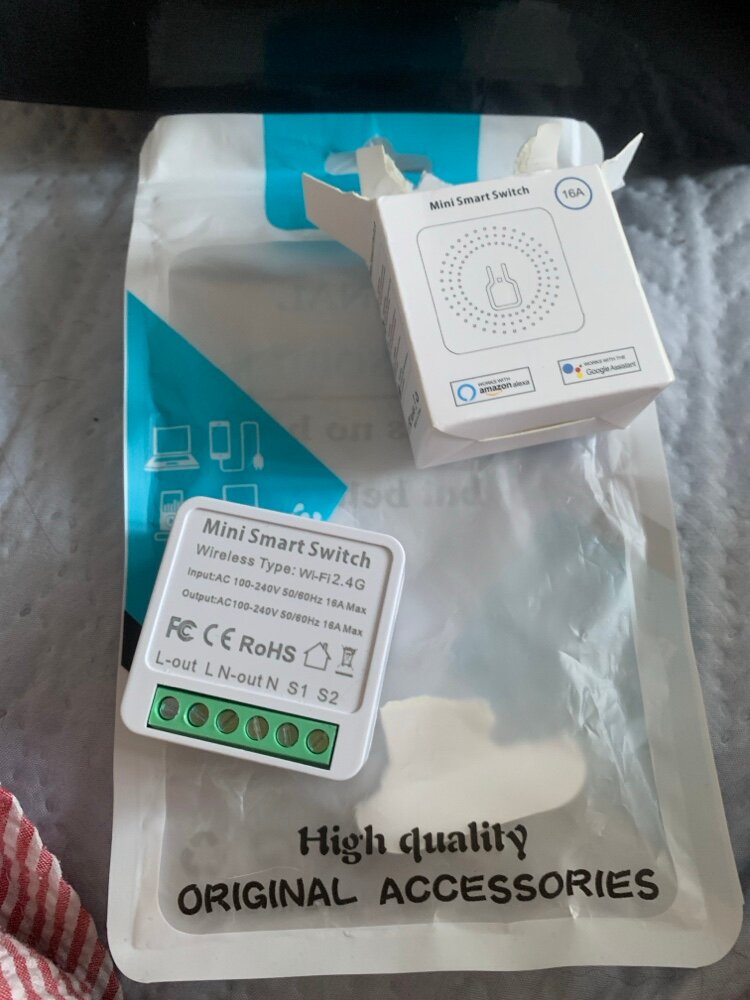 Mini Smart Switch
16A
WORKS WITH
amazon alexa
WORKS WITH THE
Google Assistant
Mini Smart Switch
Wireless Type: Wi-Fi2.4G
Input:AC 100-240V 50/60Hz 16A Max
Output:AC100-240V 50/60Hz 16A Max
FC CE RoHS
L-out L N-out N S1 S2
High quality
ORIGINAL ACCESSORIES